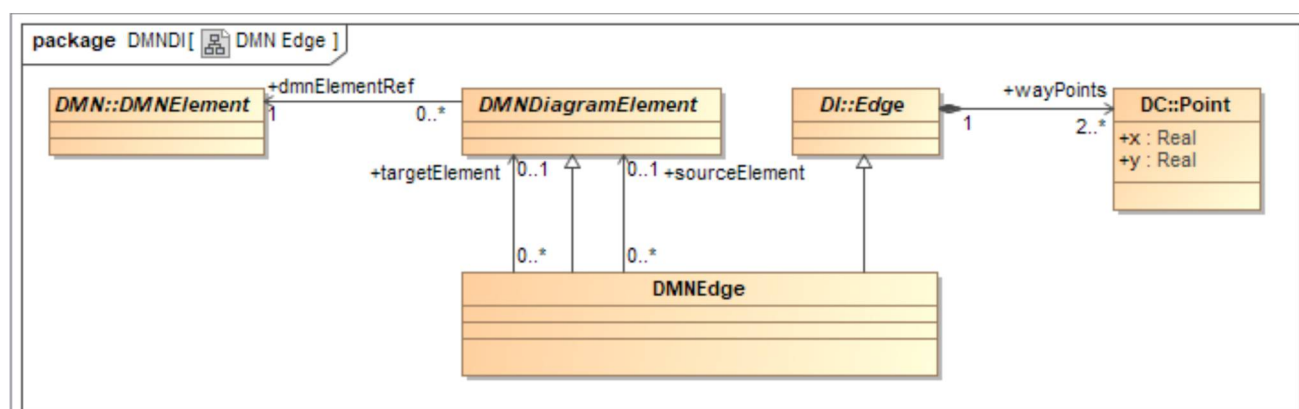 package DMNDI[ DMN Edge ]
DMN::DMNElement
+dmnElementRef
1
0..*
DMNDiagramElement
DI::Edge
1
+wayPoints
2..*
DC::Point
+x : Real
+y : Real
+targetElement
0..1
0..1
+sourceElement
0..*
0..*
DMNEdge